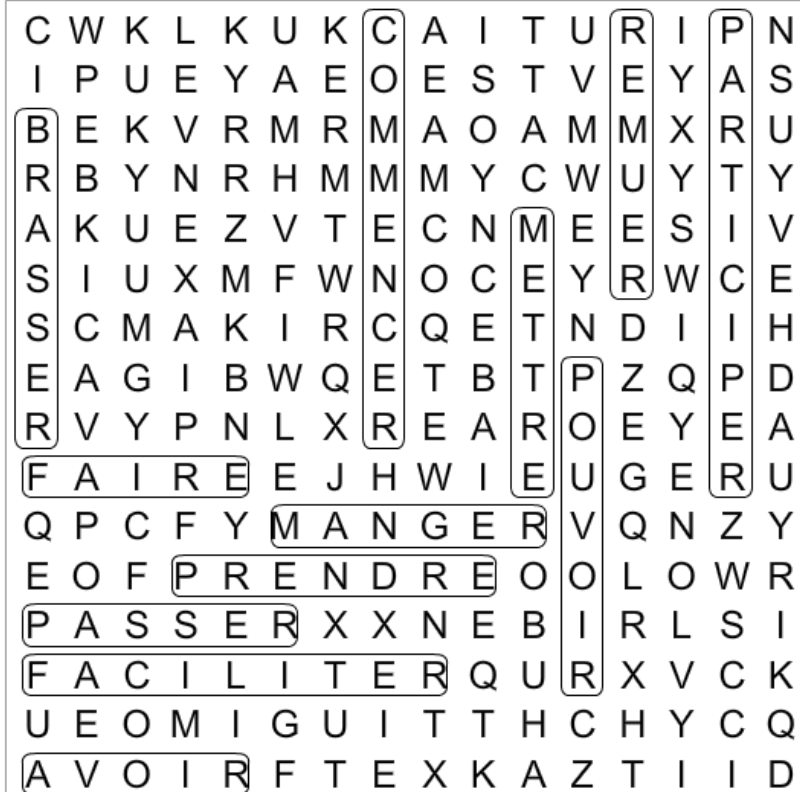 C W K L K U K C A I T U R I P N
I P U E Y A E O E S T V E Y A S
B E K V R M R M A O A M M X R U
R B Y N R H M M M Y C W U Y T Y
A K U E Z V T E C N M E E S I V
S I U X M F W N O C E Y R W C E
S C M A K I R C Q E T N D I I H
E A G I B W Q E T B T P Z Q P D
R V Y P N L X R E A R O E Y E A
F A I R E E J H W I E U G E R U
Q P C F Y M A N G E R V Q N Z Y
E O F P R E N D R E O O L O W R
P A S S E R X X N E B I R L S I
F A C I L I T E R Q U R X V C K
U E O M I G U I T T H C H Y C Q
A V O I R F T E X K A Z T I I D